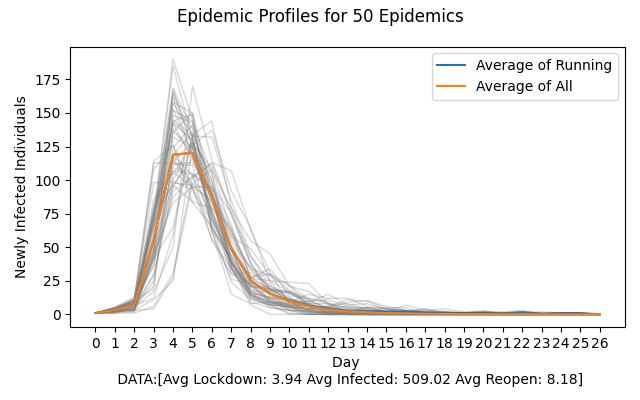 Epidemic Profiles for 50 Epidemics
Average of Running
Average of All
175
150
125
100
75
50
25
0
Newly Infected Individuals
0 1 2 3 4 5 6 7 8 9 10 11 12 13 14 15 16 17 18 19 20 21 22 23 24 25 26
Day
DATA:[Avg Lockdown: 3.94 Avg Infected: 509.02 Avg Reopen: 8.18]